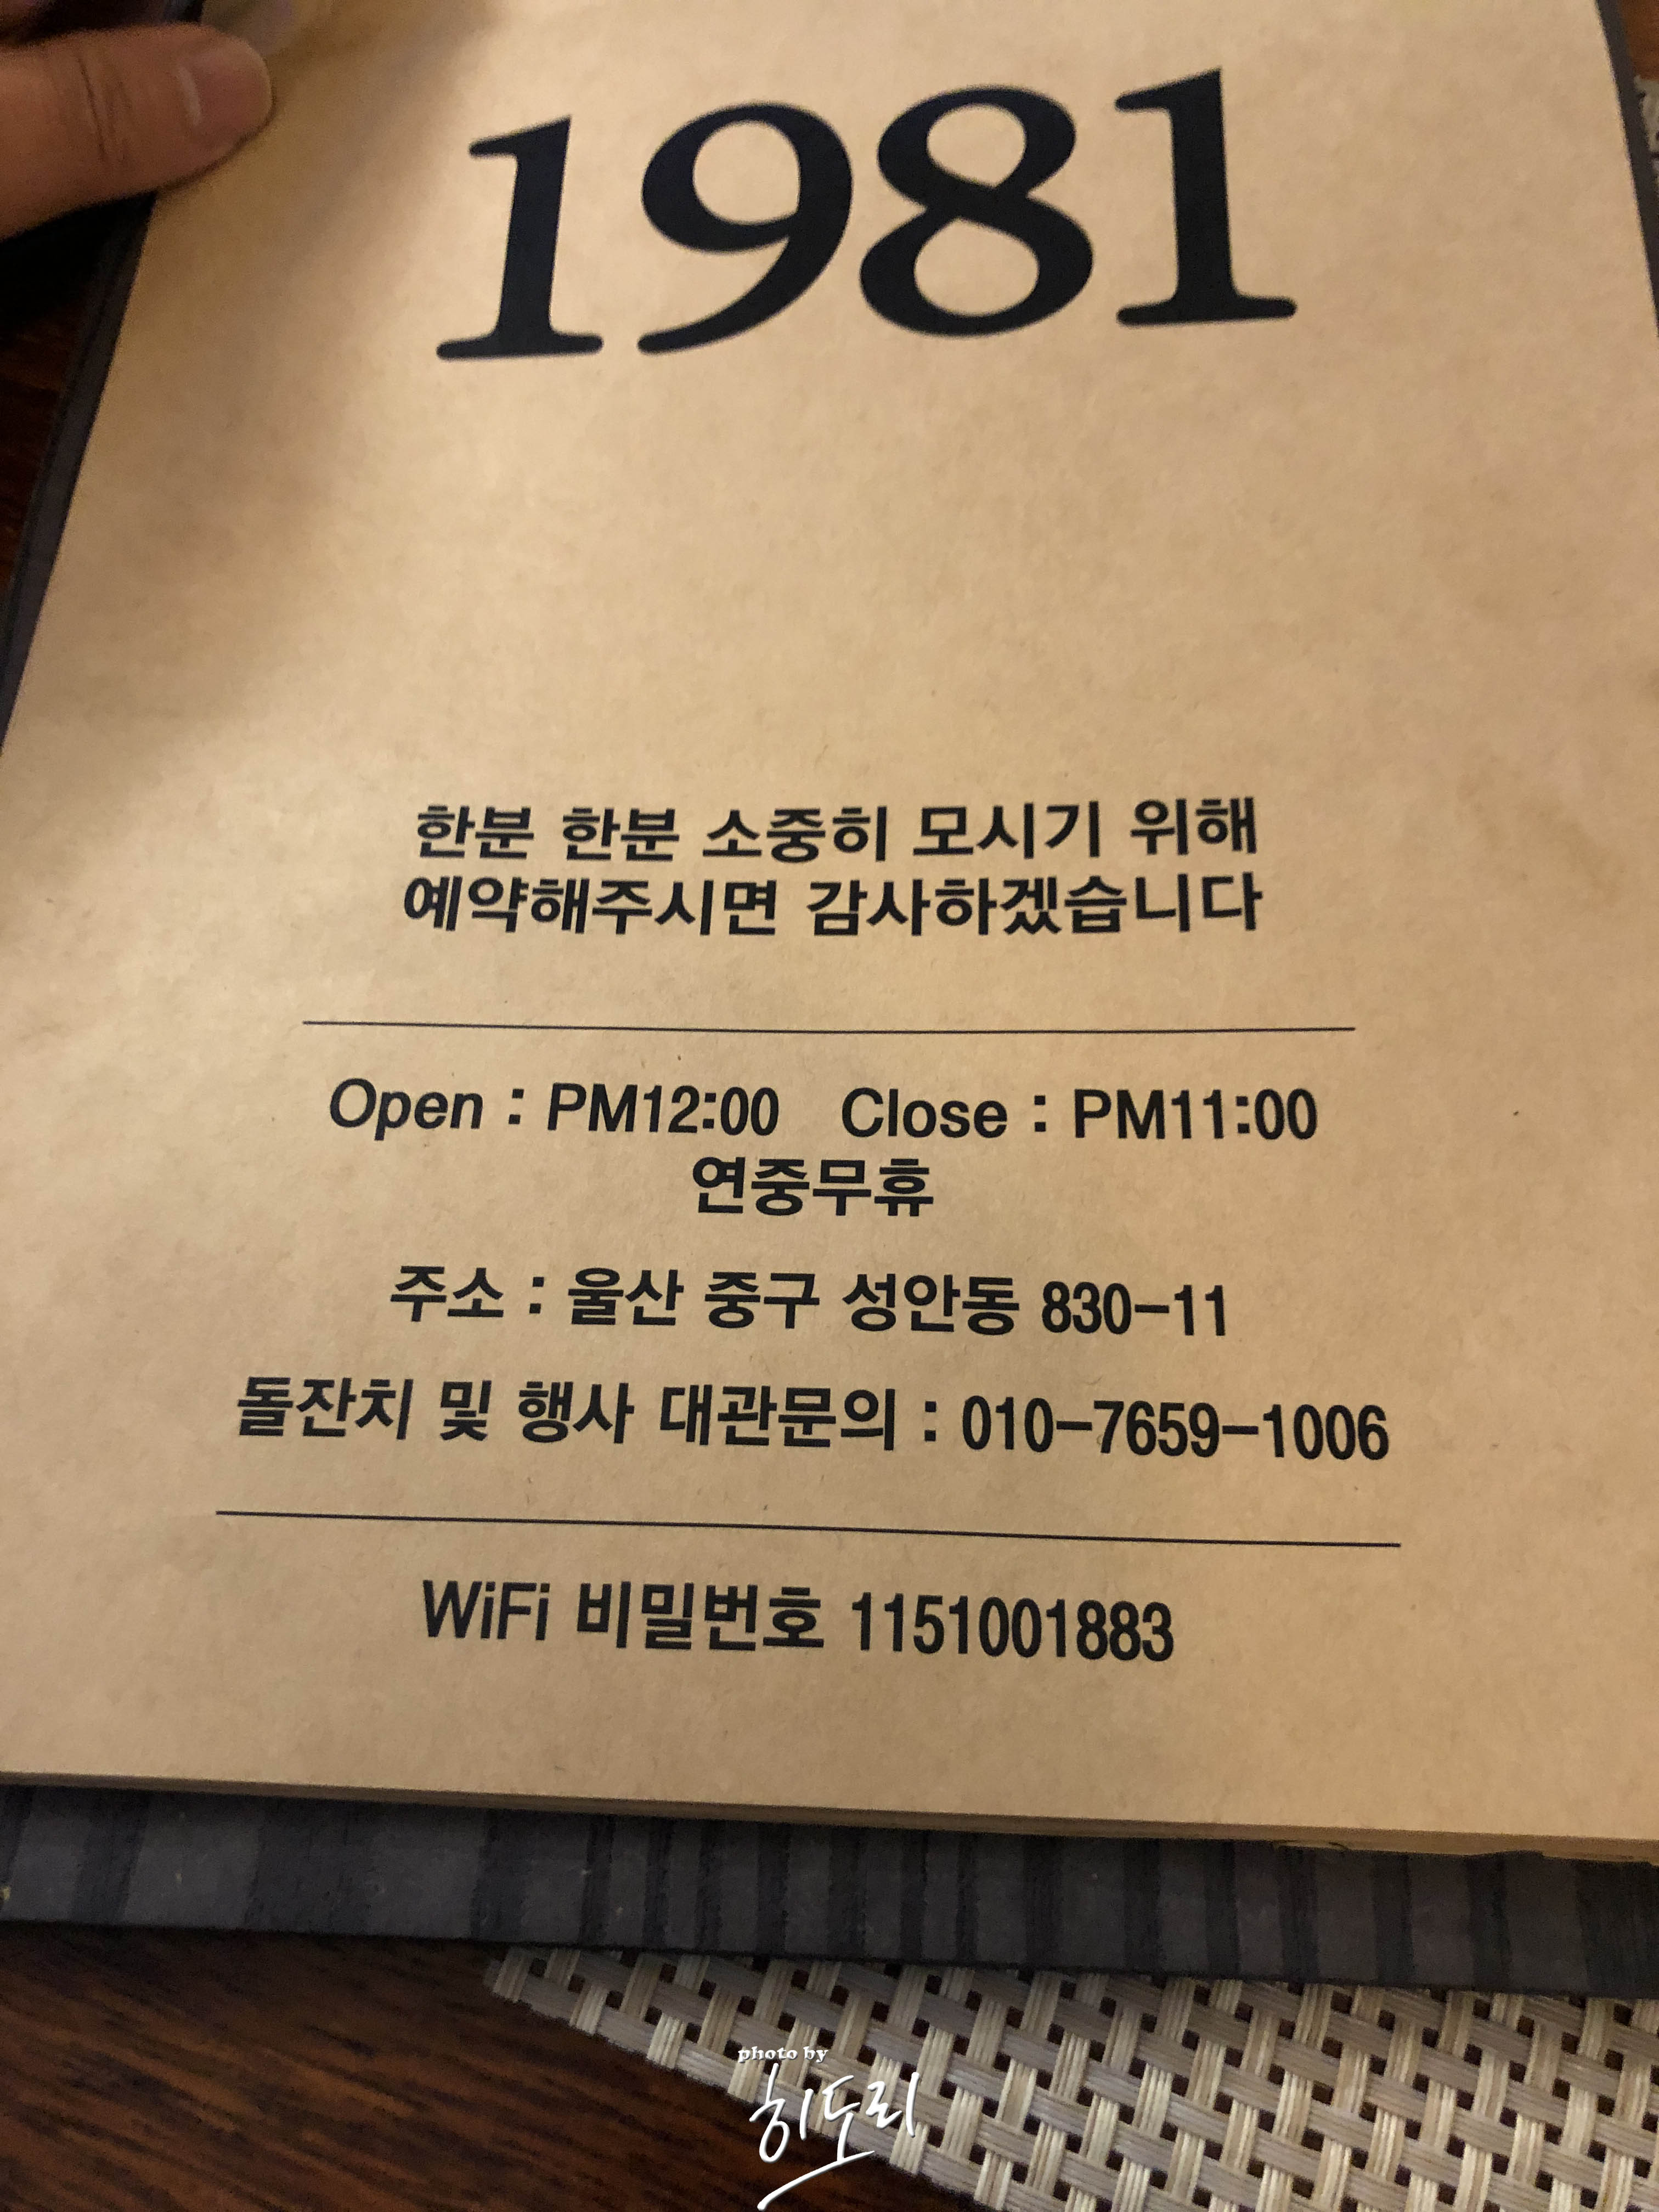 1981
한분 한분 소중히 모시기 위해
예약해주시면 감사하겠습니다
Open : PM12:00 Close : PM11:00
연중무휴
주소 : 울산 중구 성안동 830-11
돌잔치 및 행사 대관문의 : 010-7659-1006
WiFi 비밀번호 1151001883
photo by
히도리